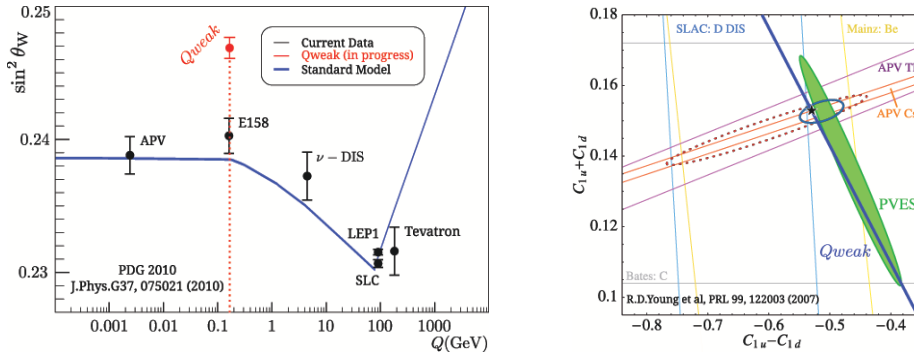 sin² θ_W
0.25
0.24
0.23
Qweak
Current Data
Qweak (in progress)
Standard Model
APV
E158
ν − DIS
LEP1
SLC
Tevatron
PDG 2010
J.Phys.G37, 075021 (2010)
0.001 0.01 0.1 1 10 100 1000
Q(GeV)
C₁ᵤ+C₁d
0.18
0.16
0.14
0.12
0.1
SLAC: D DIS
Mainz: Be
APV
APV C
PVES
Qweak
Bates: C
R.D.Young et al, PRL 99, 122003 (2007)
−0.8 −0.7 −0.6 −0.5 −0.4
C₁ᵤ−C₁d